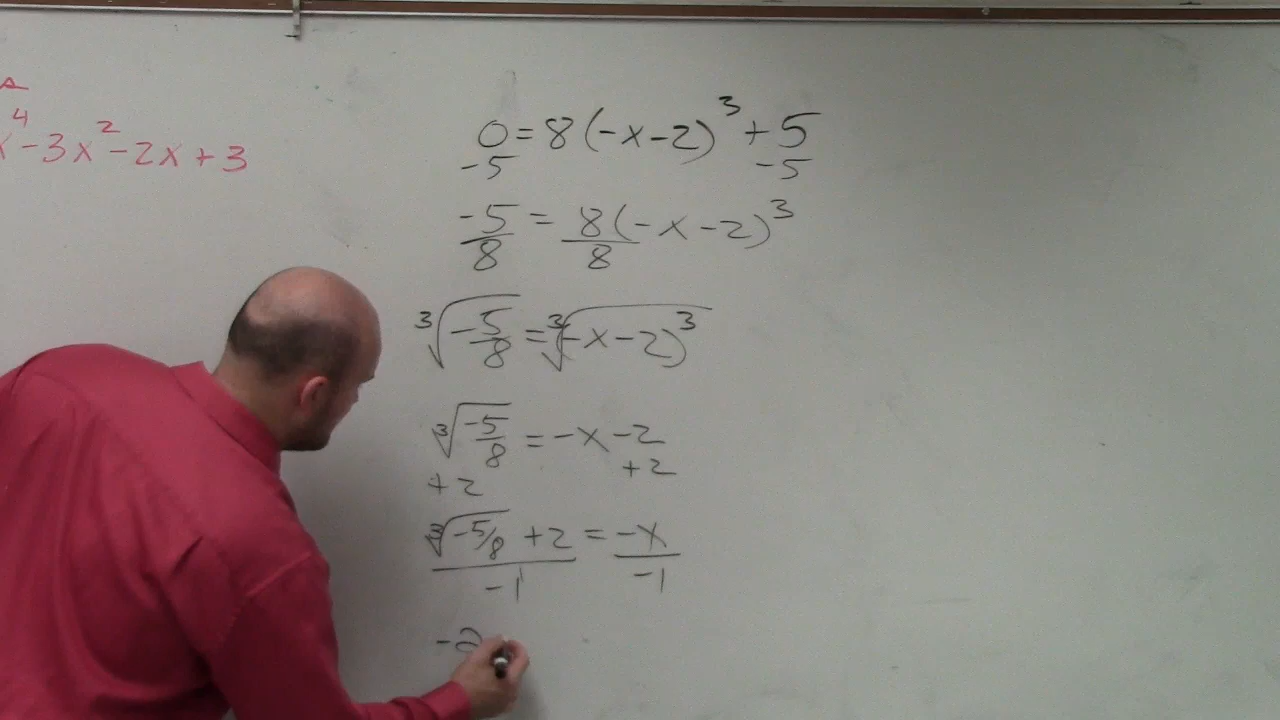 x⁴-3x²-2x+3
0=8(-x-2)³+5
-5 -5
-5/8 = 8(-x-2)³/8
∛(-5/8) = ∛(-x-2)³
∛(-5/8) = -x-2
+2 +2
(∛(-5/8) +2)/-1 = -x/-1
-2